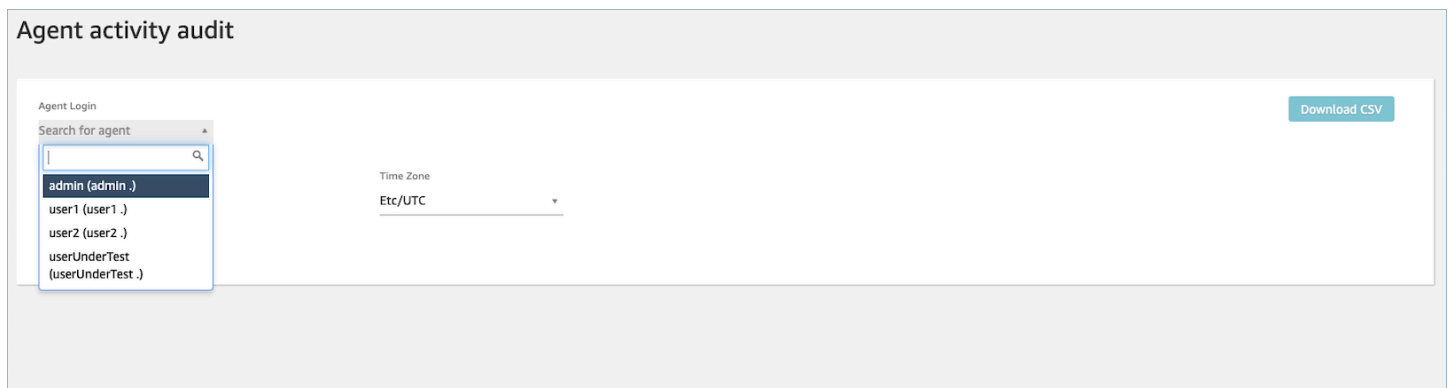 Agent activity audit
Agent Login
Download CSV
Search for agent
admin (admin .)
Time Zone
user1 (user1 .)
Etc/UTC
user2 (user2 .)
userUnderTest
(userUnderTest .)